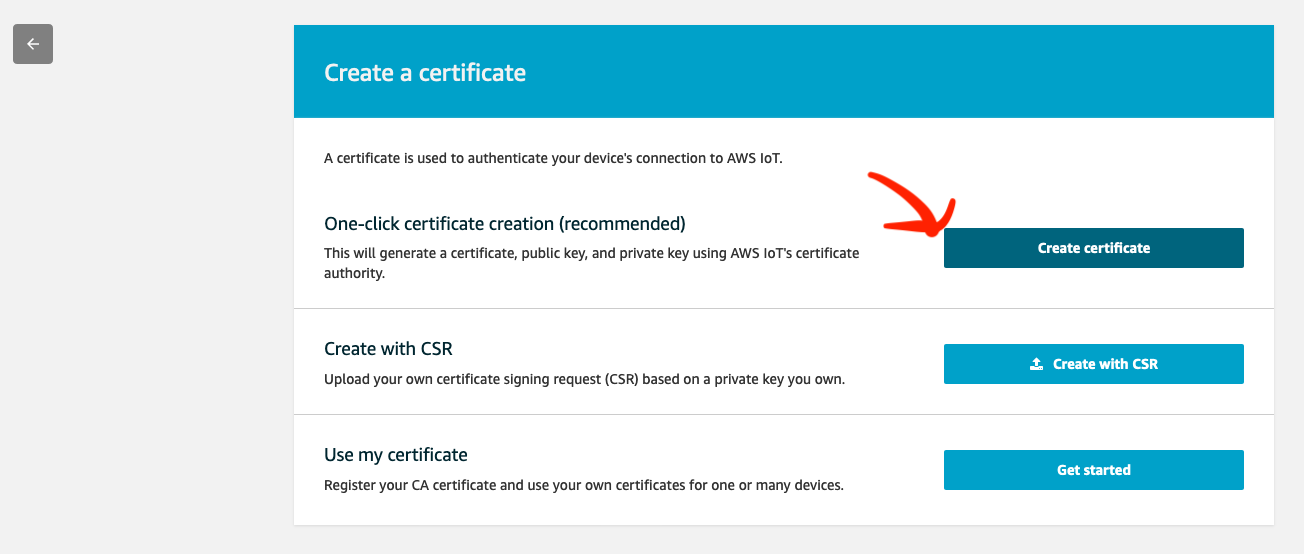 Create a certificate
A certificate is used to authenticate your device's connection to AWS IoT.
One-click certificate creation (recommended)
This will generate a certificate, public key, and private key using AWS IoT's certificate
authority.
Create certificate
Create with CSR
Upload your own certificate signing request (CSR) based on a private key you own.
Create with CSR
Use my certificate
Register your CA certificate and use your own certificates for one or many devices.
Get started